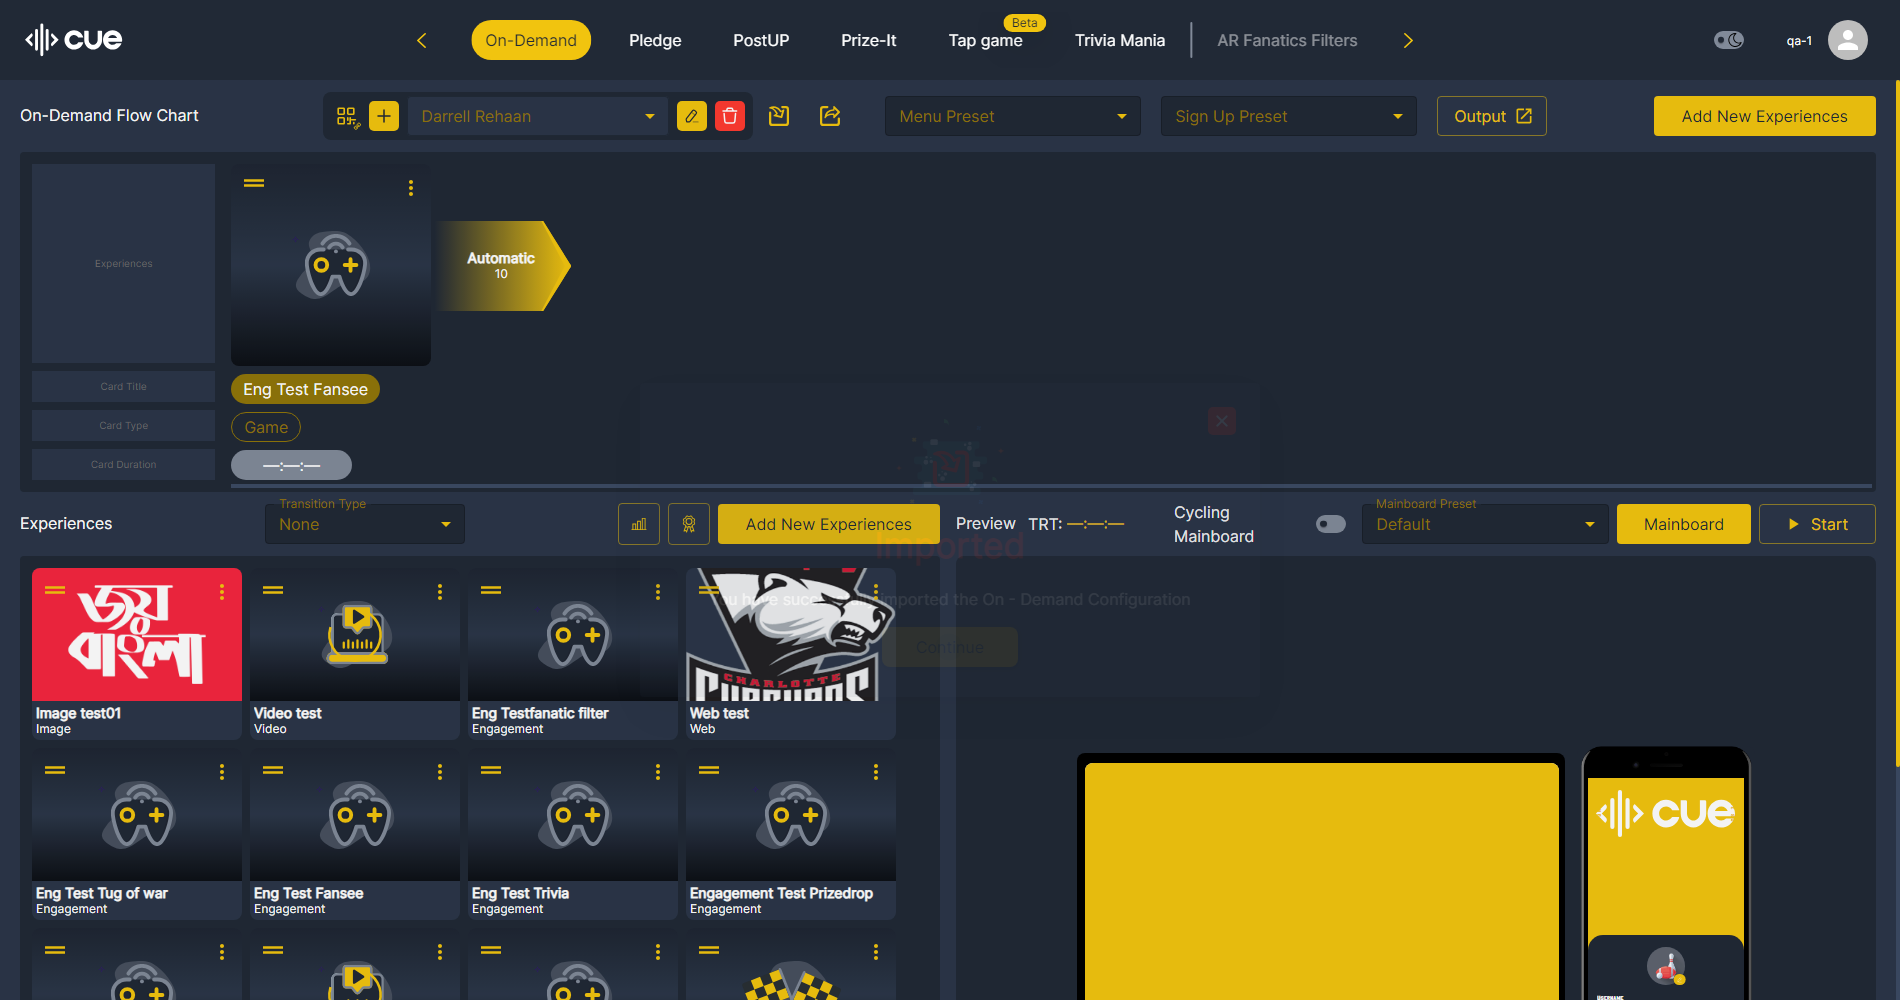 cue
On-Demand
Pledge
PostUP
Prize-It
Tap game
Beta
Trivia Mania
AR Fanatics Filters
qa-1
On-Demand Flow Chart
Darrell Rehaan
Menu Preset
Sign Up Preset
Output
Add New Experiences
Experiences
Automatic
10
Card Title
Eng Test Fansee
Card Type
Game
Card Duration
—:—:—
Experiences
Transition Type
None
Add New Experiences
Preview
TRT: —:—:—
Cycling
Mainboard
Mainboard Preset
Default
Mainboard
Start
Imported
You have successfully imported the On - Demand Configuration
Continue
জয়
বাংলা
CHARLOTTE
CHECKERS
Image test01
Image
Video test
Video
Eng Testfanatic filter
Engagement
Web test
Web
Eng Test Tug of war
Engagement
Eng Test Fansee
Engagement
Eng Test Trivia
Engagement
Engagement Test Prizedrop
Engagement
cue
USERNAME